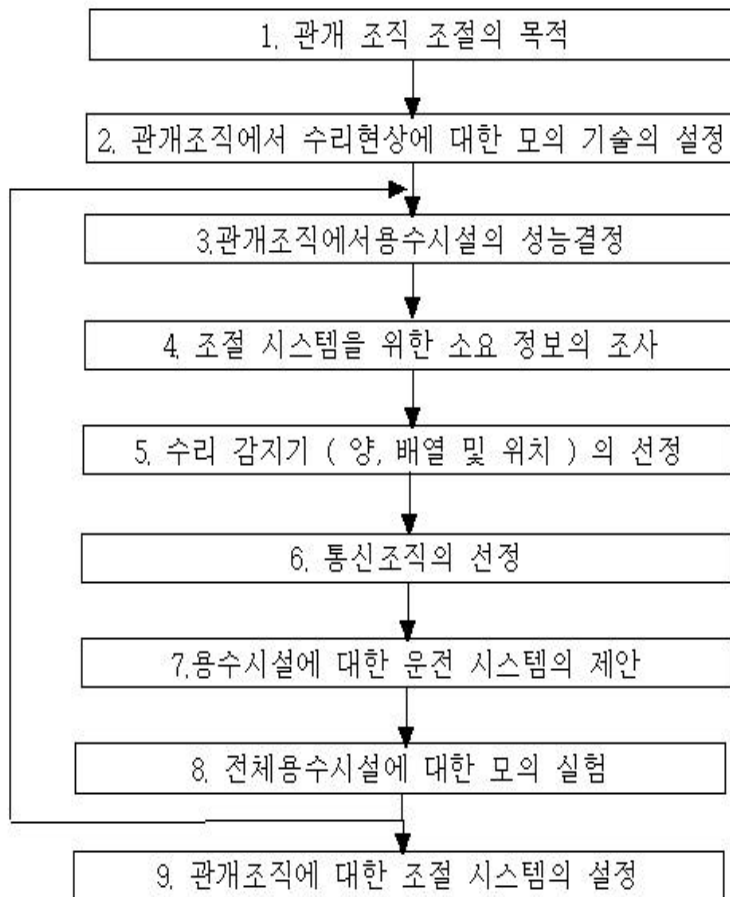 1. 관개 조직 조절의 목적
2. 관개조직에서 수리현상에 대한 모의 기술의 설정
3.관개조직에서용수시설의 성능결정
4. 조절 시스템을 위한 소요 정보의 조사
5. 수리 감지기 ( 양, 배열 및 위치 ) 의 선정
6. 통신조직의 선정
7.용수시설에 대한 운전 시스템의 제안
8. 전체용수시설에 대한 모의 실험
9. 관개조직에 대한 조절 시스템의 설정